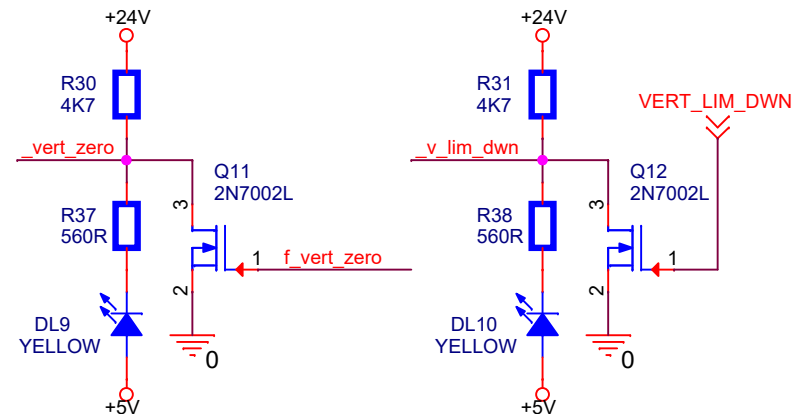 +24V
R30
4K7
_vert_zero
Q11
2N7002L
3
R37
560R
1
f_vert_zero
2
DL9
YELLOW
0
+5V
+24V
R31
4K7
VERT_LIM_DWN
_v_lim_dwn
Q12
2N7002L
3
R38
560R
1
2
DL10
YELLOW
0
+5V